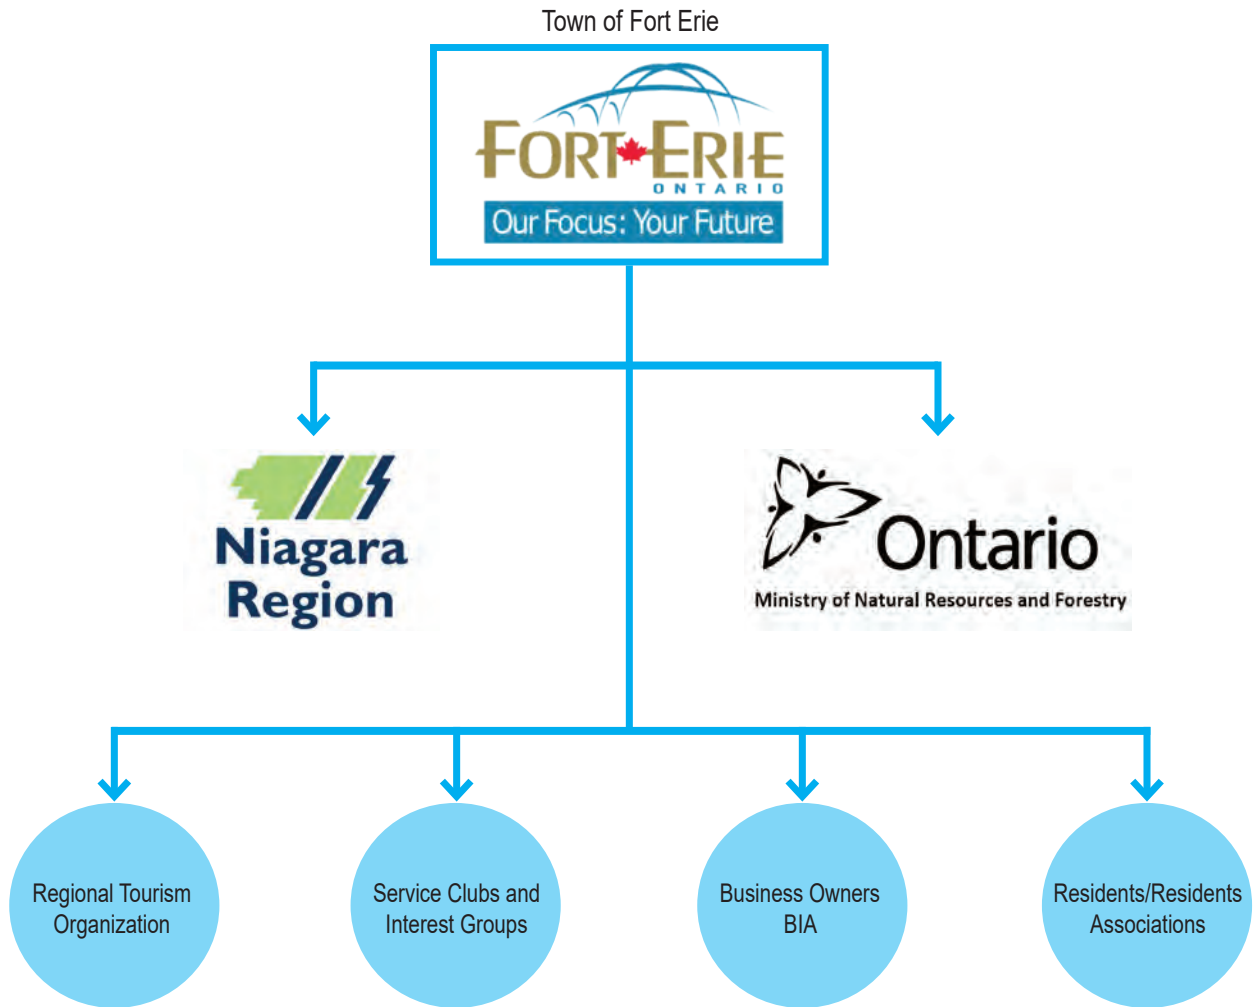 Town of Fort Erie
FORT ERIE
ONTARIO
Our Focus: Your Future
Niagara
Region
Ontario
Ministry of Natural Resources and Forestry
Regional Tourism
Organization
Service Clubs and
Interest Groups
Business Owners
BIA
Residents/Residents
Associations